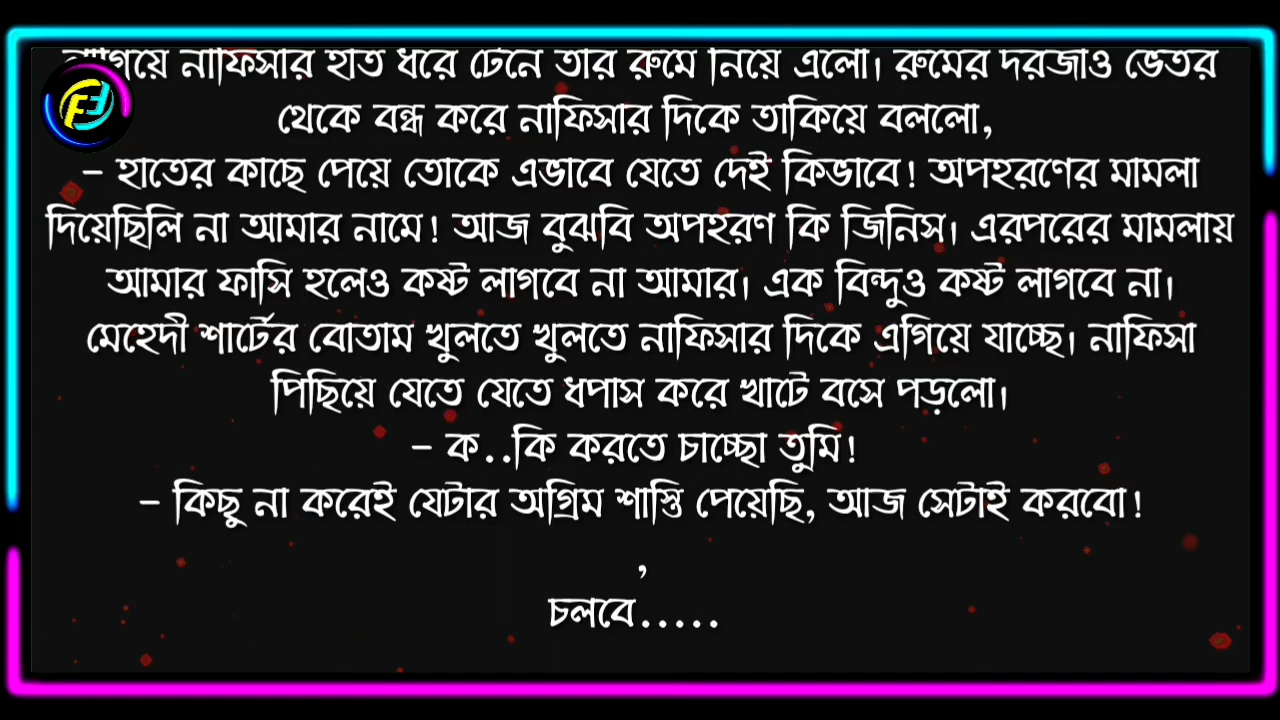 নাফিসার হাত ধরে টেনে তার রুমে নিয়ে এলো। রুমের দরজাও ভেতর
থেকে বন্ধ করে নাফিসার দিকে তাকিয়ে বললো,
– হাতের কাছে পেয়ে তোকে এভাবে যেতে দেই কিভাবে! অপহরণের মামলা
দিয়েছিলি না আমার নামে! আজ বুঝবি অপহরণ কি জিনিস। এরপরের মামলায়
আমার ফাসি হলেও কষ্ট লাগবে না আমার। এক বিন্দুও কষ্ট লাগবে না।
মেহেদী শার্টের বোতাম খুলতে খুলতে নাফিসার দিকে এগিয়ে যাচ্ছে। নাফিসা
পিছিয়ে যেতে যেতে ধপাস করে খাটে বসে পড়লো।
– ক..কি করতে চাচ্ছো তুমি!
– কিছু না করেই যেটার অগ্রিম শাস্তি পেয়েছি, আজ সেটাই করবো!
,
চলবে.....